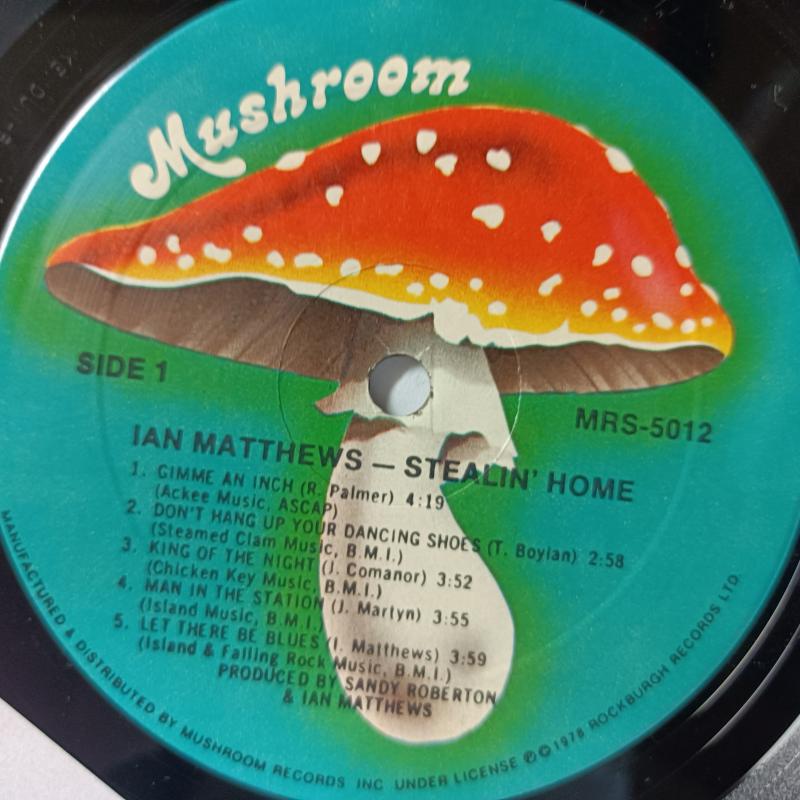 Mushroom
SIDE 1
MRS-5012
IAN MATTHEWS — STEALIN' HOME
1. GIMME AN INCH (R. Palmer) 4:19
(Ackee Music, ASCAP)
2. DON'T HANG UP YOUR DANCING SHOES (T. Boylan) 2:58
(Steamed Clam Music, B.M.I.)
3. KING OF THE NIGHT (J. Comanor) 3:52
(Chicken Key Music, B.M.I.)
4. MAN IN THE STATION (J. Martyn) 3:55
(Island Music, B.M.I.)
5. LET THERE BE BLUES (I. Matthews) 3:59
(Island & Falling Rock Music, B.M.I.)
PRODUCED BY SANDY ROBERTON
& IAN MATTHEWS
MANUFACTURED & DISTRIBUTED BY MUSHROOM RECORDS INC UNDER LICENSE ℗©1978 ROCKBURGH RECORDS LTD.